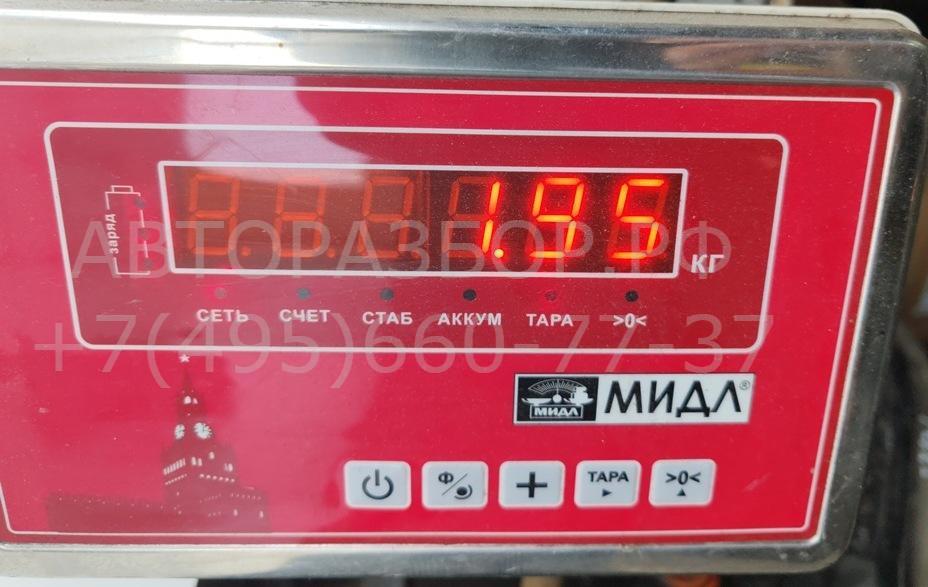 заряд
1.95
КГ
СЕТЬ СЧЕТ СТАБ АККУМ ТАРА >0<
АВТОРАЗБОР.РФ
+7(495)660-77-37
МИДЛ МИДЛ®
Ф + ТАРА >0<